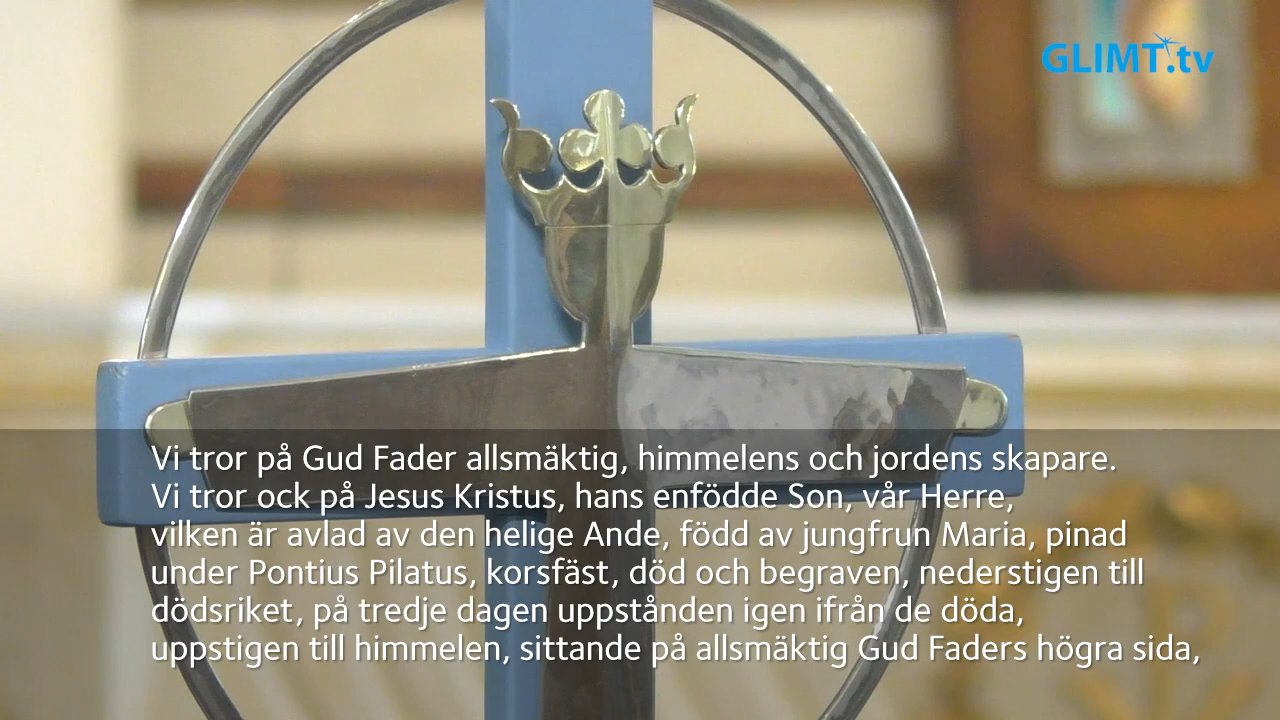 GLIMT.tv
Vi tror på Gud Fader allsmäktig, himmelens och jordens skapare.
Vi tror ock på Jesus Kristus, hans enfödde Son, vår Herre,
vilken är avlad av den helige Ande, född av jungfrun Maria, pinad
under Pontius Pilatus, korsfäst, död och begraven, nederstigen till
dödsriket, på tredje dagen uppstånden igen ifrån de döda,
uppstigen till himmelen, sittande på allsmäktig Gud Faders högra sida,